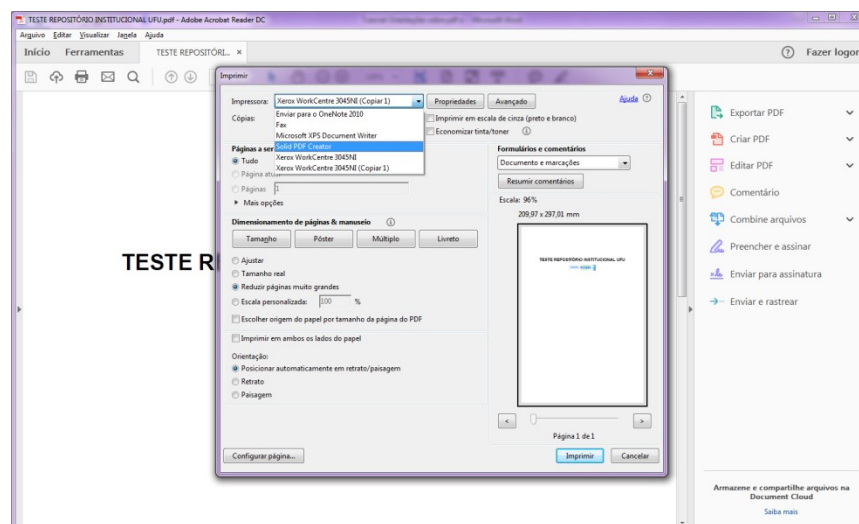 TESTE REPOSITÓRIO INSTITUCIONAL UFU.pdf - Adobe Acrobat Reader DC
Arquivo Editar Visualizar Janela Ajuda
Início Ferramentas TESTE REPOSITÓRI... × Fazer logon
Imprimir
Impressora: Xerox WorkCentre 3045NI (Copiar 1) Propriedades Avançado Ajuda
Cópias: Enviar para o OneNote 2010 Imprimir em escala de cinza (preto e branco)
Fax Economizar tinta/toner
Microsoft XPS Document Writer
Páginas a ser Solid PDF Creator Formulários e comentários
Tudo Xerox WorkCentre 3045NI Documento e marcações
Página atual Xerox WorkCentre 3045NI (Copiar 1)
Páginas 1 Resumir comentários
Mais opções Escala: 96%
Dimensionamento de páginas & manuseio 209,97 x 297,01 mm
Tamanho Pôster Múltiplo Livreto
TESTE R
Ajustar TESTE REPOSITÓRIO INSTITUCIONAL UFU
Tamanho real
Reduzir páginas muito grandes
Escala personalizada: 100 %
Escolher origem do papel por tamanho da página do PDF
Imprimir em ambos os lados do papel
Orientação:
Posicionar automaticamente em retrato/paisagem
Retrato
Paisagem
< >
Página 1 de 1
Configurar página... Imprimir Cancelar
Exportar PDF
Criar PDF
Editar PDF
Comentário
Combine arquivos
Preencher e assinar
Enviar para assinatura
Enviar e rastrear
Armazene e compartilhe arquivos na
Document Cloud
Saiba mais